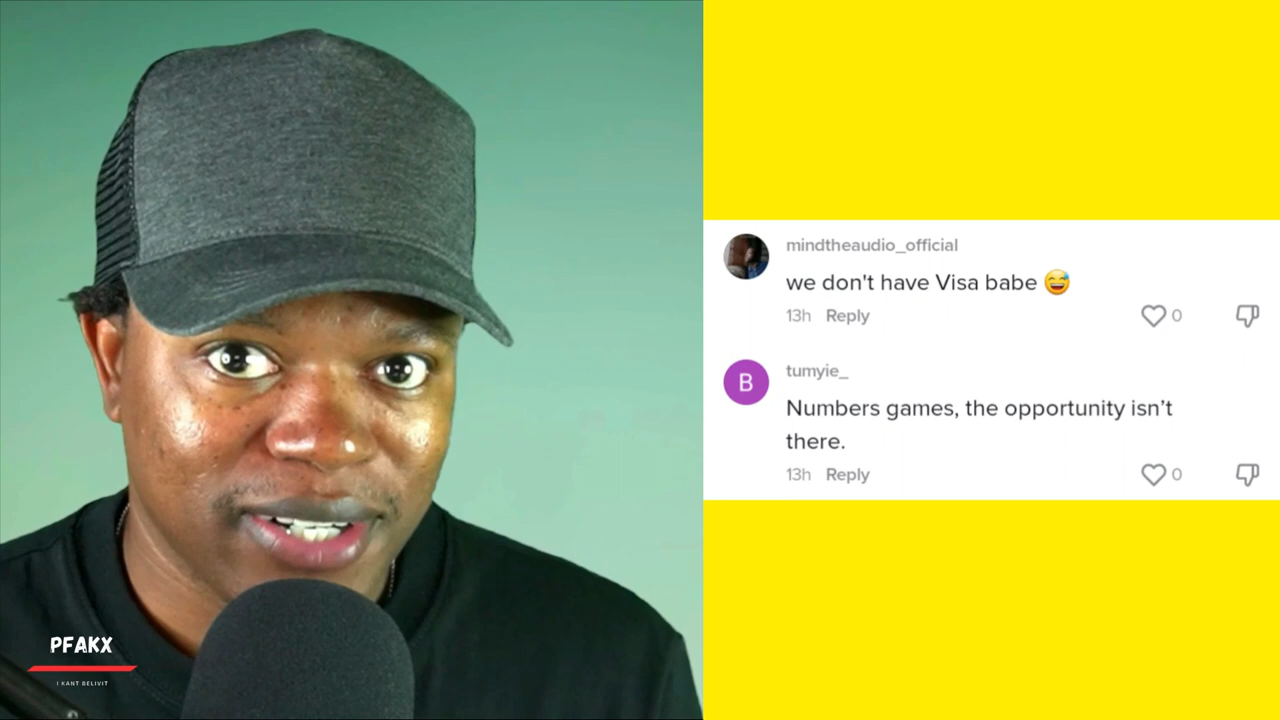 PFAKX
I KANT BELIVIT
mindtheaudio_official
we don't have Visa babe 😅
13h Reply 0
B
tumyie_
Numbers games, the opportunity isn’t
there.
13h Reply 0